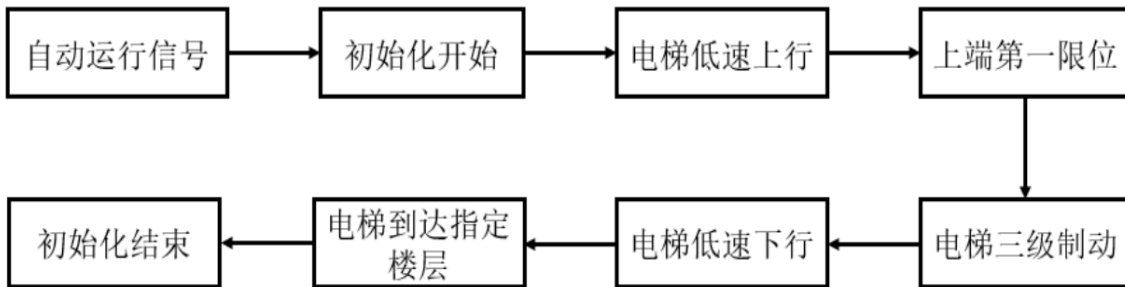 自动运行信号
初始化开始
电梯低速上行
上端第一限位
电梯三级制动
电梯低速下行
电梯到达指定
楼层
初始化结束